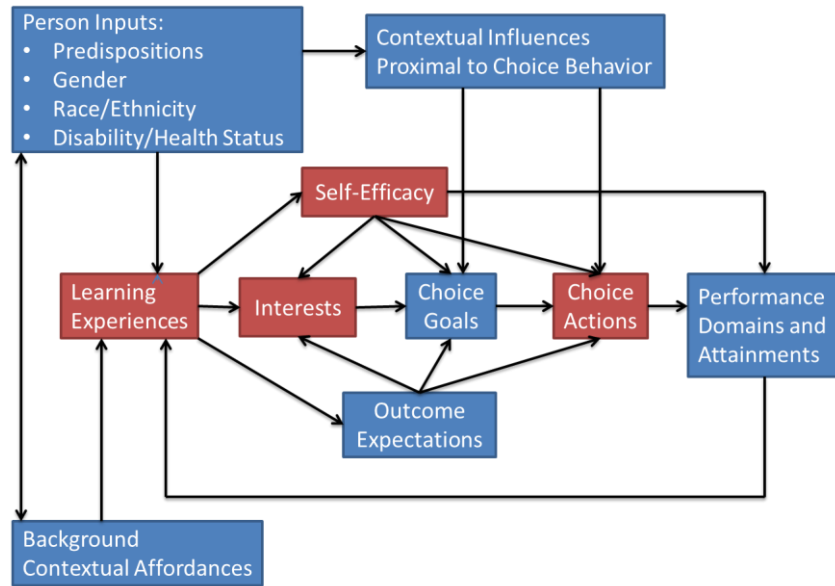 Person Inputs:
• Predispositions
• Gender
• Race/Ethnicity
• Disability/Health Status
Contextual Influences
Proximal to Choice Behavior
Self-Efficacy
Learning
Experiences
Interests
Choice
Goals
Choice
Actions
Performance
Domains and
Attainments
Outcome
Expectations
Background
Contextual Affordances